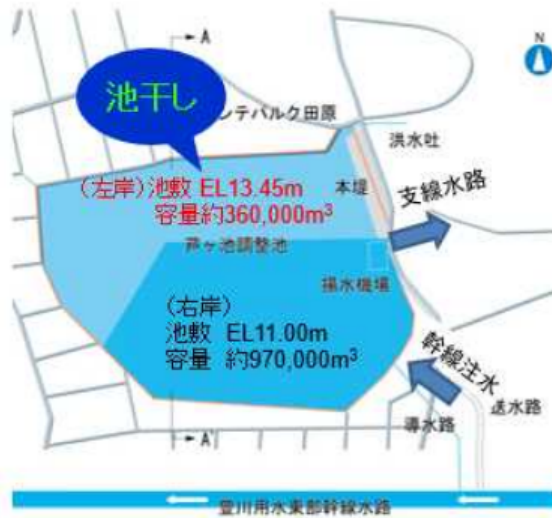 A
N
池干し
ンテパルク田原
洪水吐
(左岸)池敷 EL13.45m
容量約360,000m³
本堤
支線水路
芦ヶ池調整池
揚水機場
(右岸)
池敷 EL11.00m
容量 約970,000m³
幹線注水
送水路
導水路
A'
豊川用水東部幹線水路